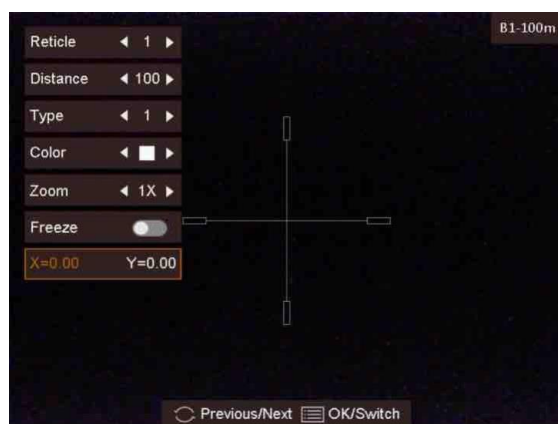 B1-100m
Reticle 1
Distance 100
Type 1
Color
Zoom 1X
Freeze
X=0.00 Y=0.00
Previous/Next OK/Switch